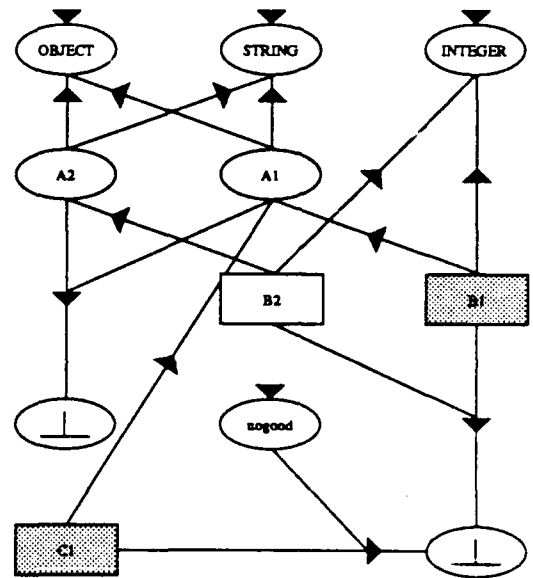 OBJECT STRING INTEGER
A2 A1
B2 B1
⊥ nogood
C1 ⊥